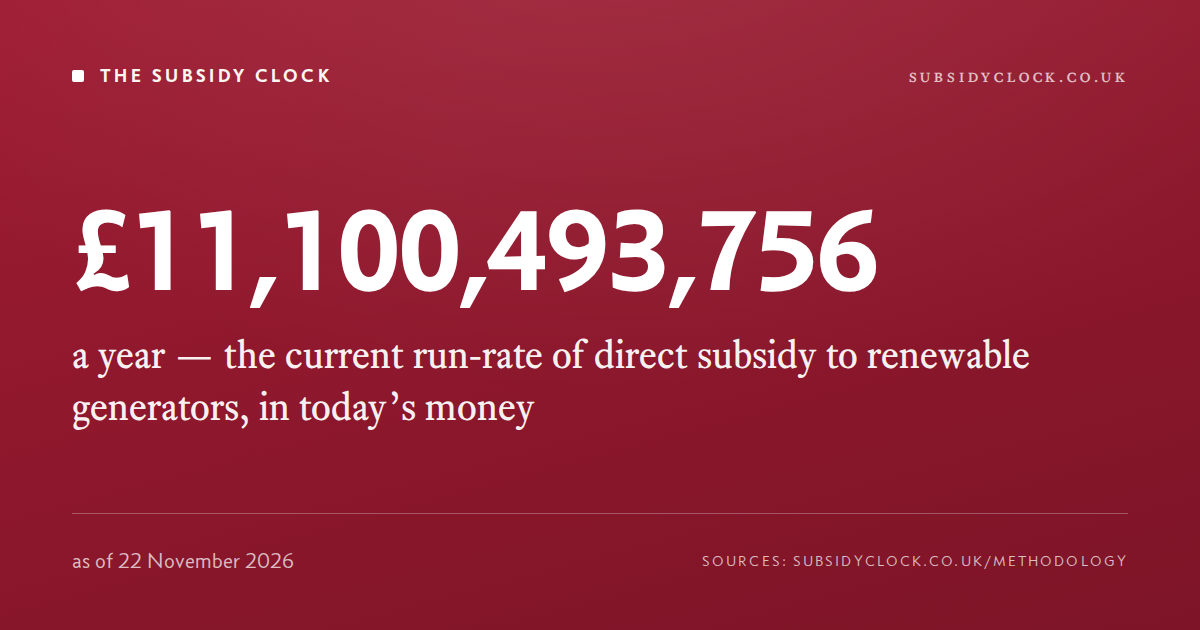 THE SUBSIDY CLOCK
SUBSIDYCLOCK.CO.UK
£11,100,493,756
a year — the current run-rate of direct subsidy to renewable
generators, in today’s money
as of 22 November 2026
SOURCES: SUBSIDYCLOCK.CO.UK/METHODOLOGY